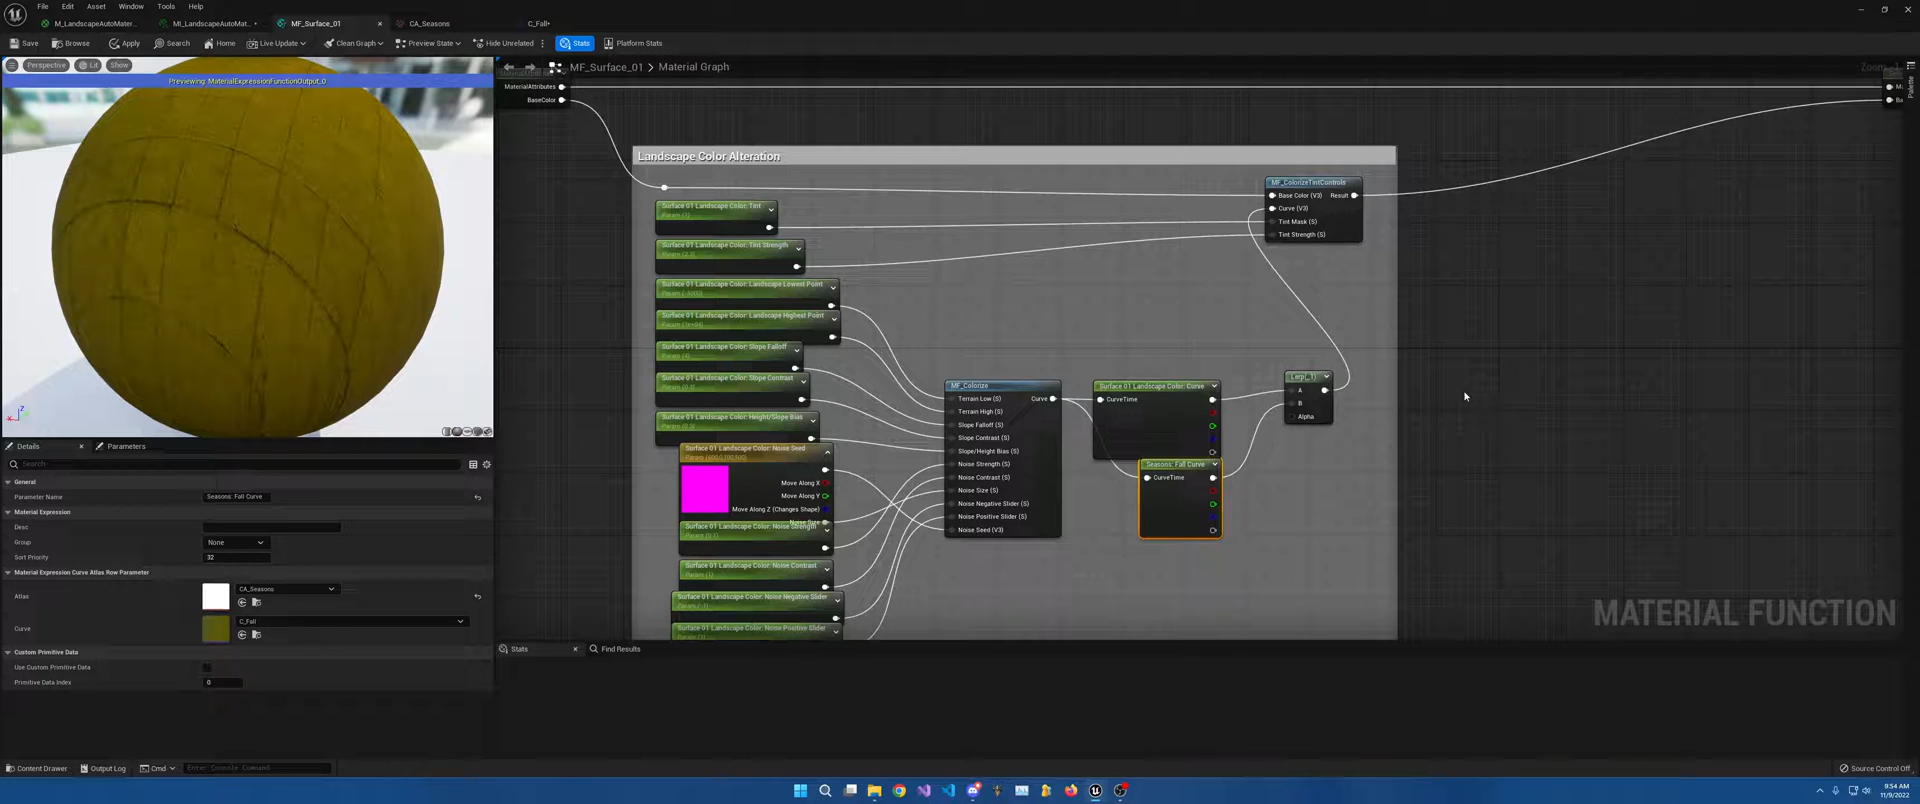 File Edit Asset Window Tools Help
M_LandscapeAutoMater... MI_LandscapeAutoMat... • MF_Surface_01 × CA_Seasons C_Fall•
Save Browse Apply Search Home Live Update Clean Graph Preview State Hide Unrelated Stats Platform Stats
Perspective Lit Show
MF_Surface_01 > Material Graph
Previewing: MaterialExpressionFunctionOutput_0
MaterialAttributes
BaseColor
Palette
Landscape Color Alteration
MF_ColorizeTintControls
Base Color (V3) Result
Curve (V3)
Tint Mask (S)
Tint Strength (S)
Surface 01 Landscape Color: Tint
Param (1)
Surface 01 Landscape Color: Tint Strength
Surface 01 Landscape Color: Landscape Lowest Point
Surface 01 Landscape Color: Landscape Highest Point
Surface 01 Landscape Color: Slope Falloff
Param (4)
Surface 01 Landscape Color: Slope Contrast
Surface 01 Landscape Color: Height/Slope Bias
Surface 01 Landscape Color: Noise Seed
Move Along X
Move Along Y
Move Along Z (Changes Shape)
Noise Size
Surface 01 Landscape Color: Noise Strength
Surface 01 Landscape Color: Noise Contrast
Param (1)
Surface 01 Landscape Color: Noise Negative Slider
Param (-1)
Surface 01 Landscape Color: Noise Positive Slider
MF_Colorize
Terrain Low (S) Curve
Terrain High (S)
Slope Falloff (S)
Slope Contrast (S)
Slope/Height Bias (S)
Noise Strength (S)
Noise Contrast (S)
Noise Size (S)
Noise Negative Slider (S)
Noise Positive Slider (S)
Noise Seed (V3)
Surface 01 Landscape Color: Curve
CurveTime
Seasons: Fall Curve
CurveTime
A
B
Alpha
MATERIAL FUNCTION
Details × Parameters
Search
General
Parameter Name Seasons: Fall Curve
Material Expression
Desc
Group None
Sort Priority 32
Material Expression Curve Atlas Row Parameter
Atlas CA_Seasons
Curve C_Fall
Custom Primitive Data
Use Custom Primitive Data
Primitive Data Index 0
Stats × Find Results
Content Drawer Output Log Cmd Enter Console Command
Source Control Off
9:54 AM
11/9/2022